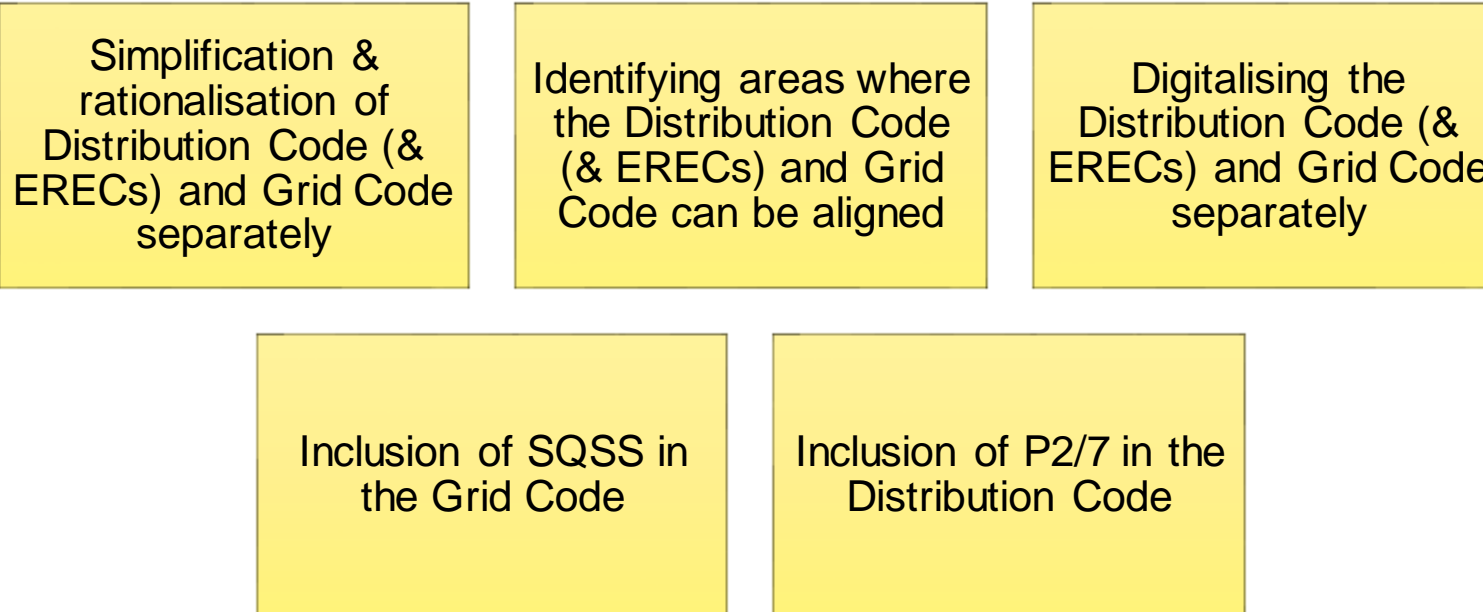 Simplification &
rationalisation of
Distribution Code (&
ERECs) and Grid Code
separately
Identifying areas where
the Distribution Code
(& ERECs) and Grid
Code can be aligned
Digitalising the
Distribution Code (&
ERECs) and Grid Code
separately
Inclusion of SQSS in
the Grid Code
Inclusion of P2/7 in the
Distribution Code